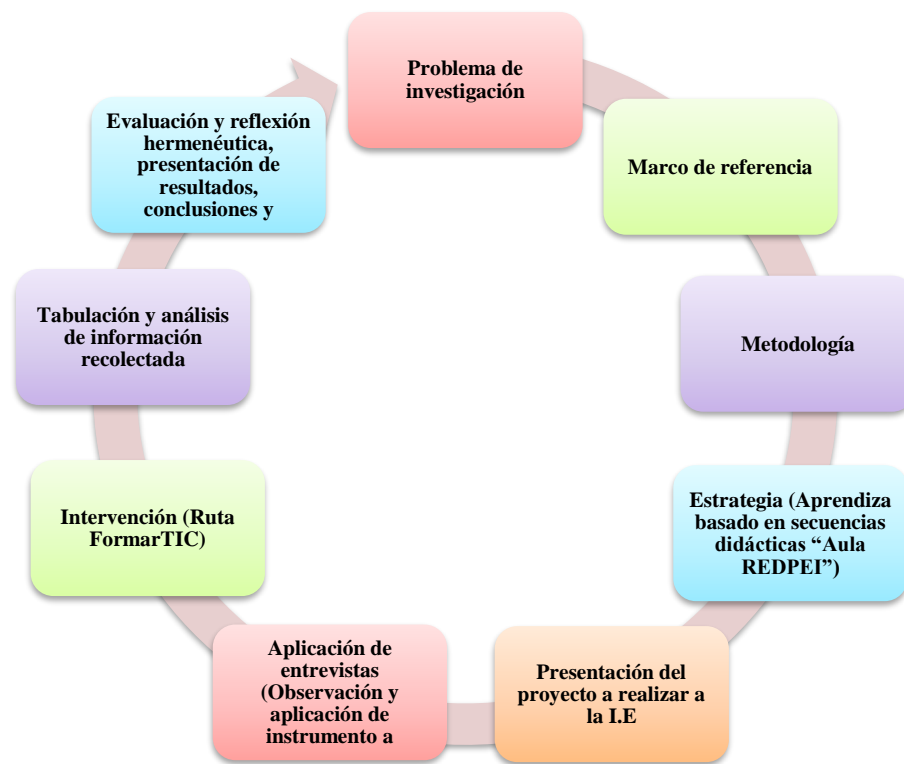 Problema de
investigación
Marco de referencia
Metodología
Estrategia (Aprendiza
basado en secuencias
didácticas “Aula
REDPEI”)
Presentación del
proyecto a realizar a
la I.E
Aplicación de
entrevistas
(Observación y
aplicación de
instrumento a
Intervención (Ruta
FormarTIC)
Tabulación y análisis
de información
recolectada
Evaluación y reflexión
hermenéutica,
presentación de
resultados,
conclusiones y